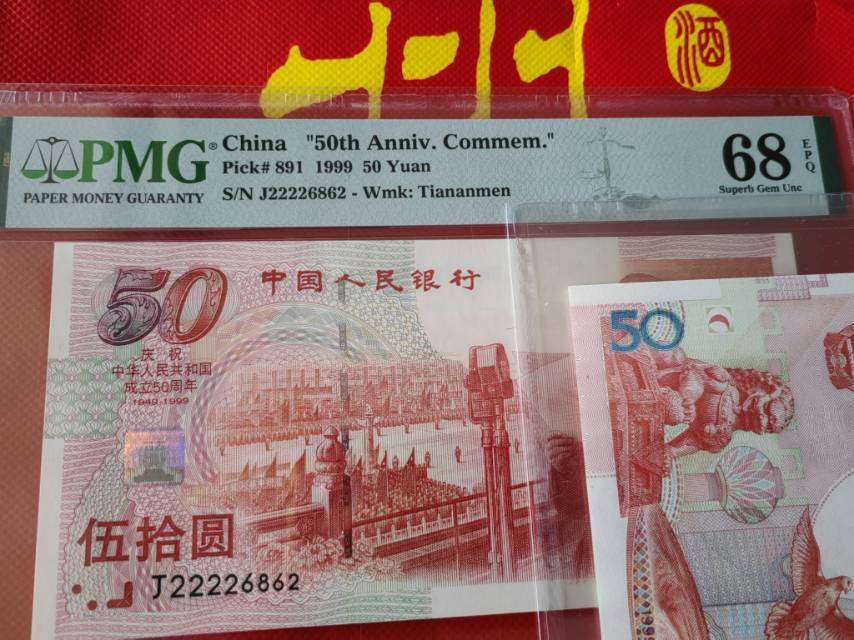 酒
PMG
PAPER MONEY GUARANTY
China "50th Anniv. Commem."
Pick# 891 1999 50 Yuan
S/N J22226862 - Wmk: Tiananmen
68
EPQ
Superb Gem Unc
50
中国人民银行
庆祝
中华人民共和国
成立50周年
1949-1999
伍拾圆
J22226862
50